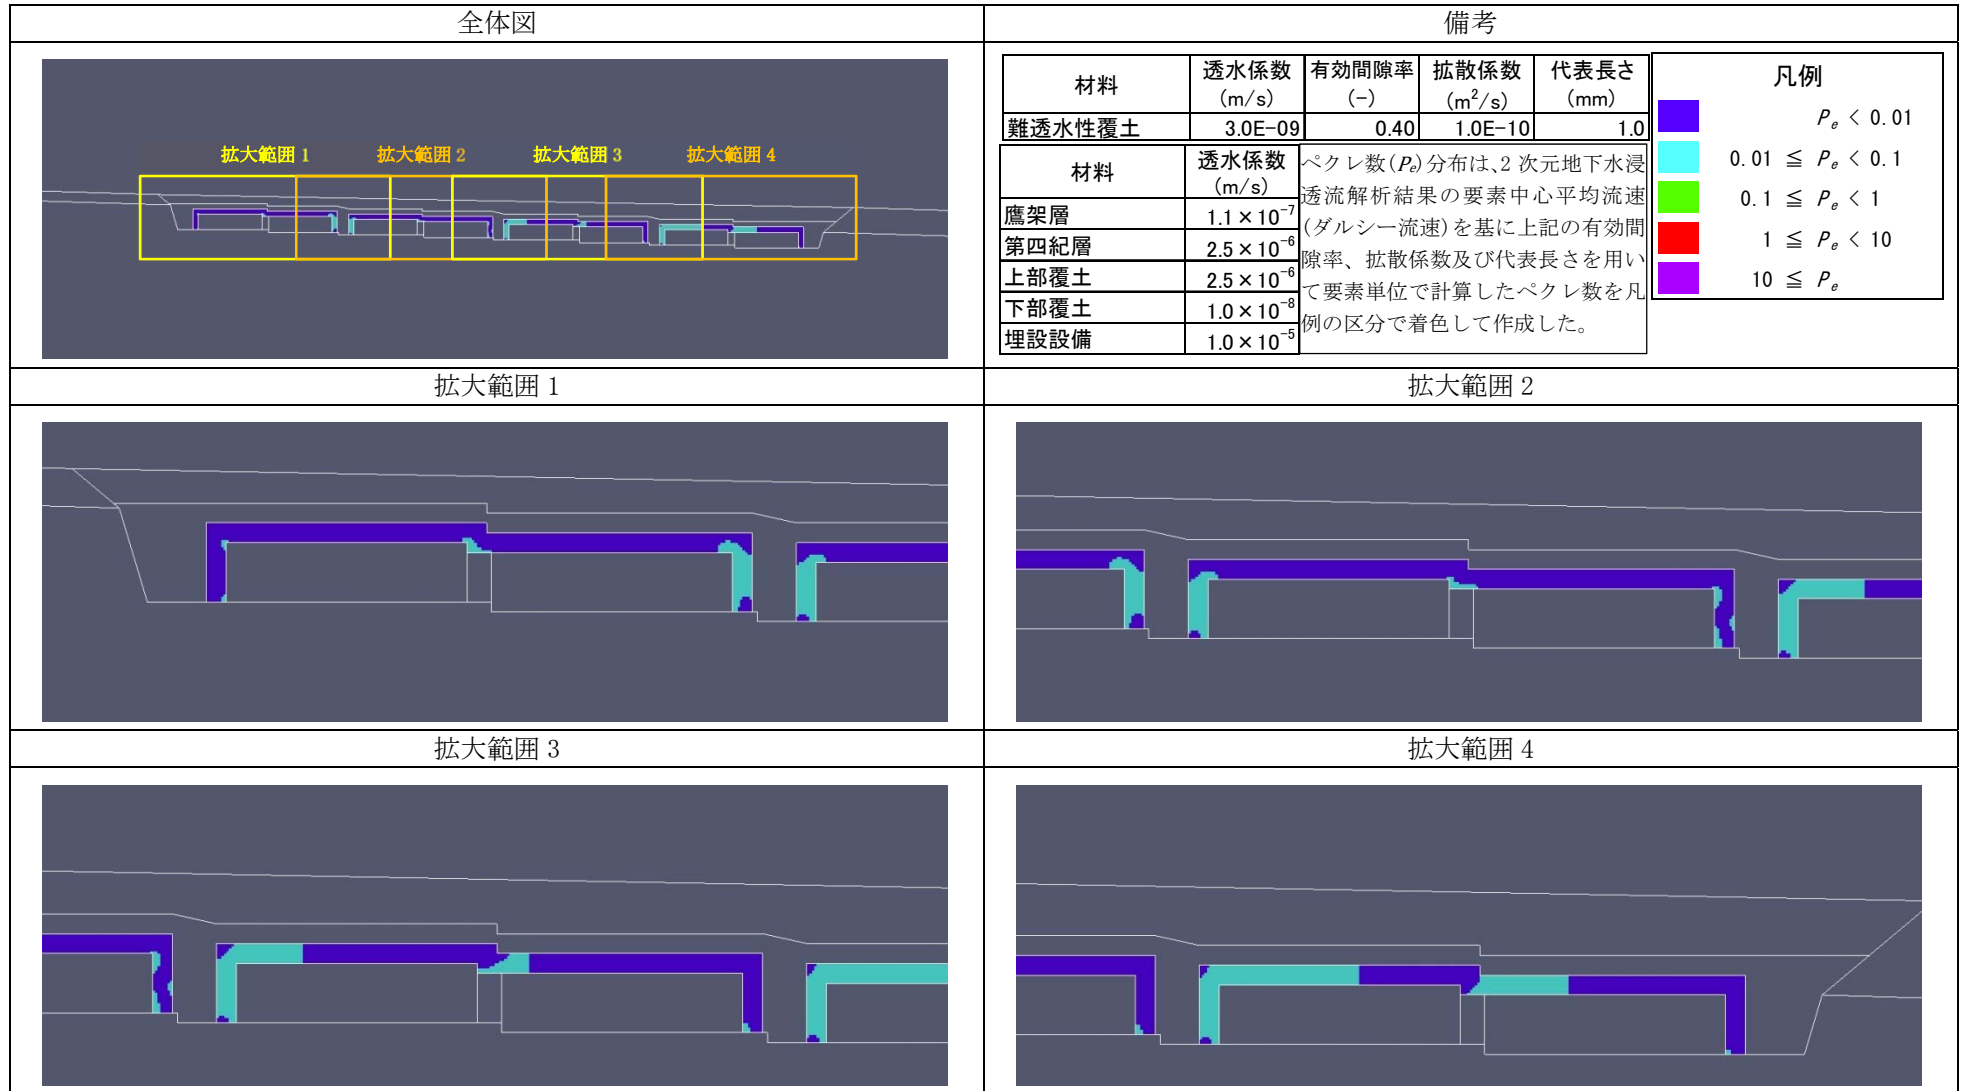 全体図
備考
拡大範囲 1
拡大範囲 2
拡大範囲 3
拡大範囲 4
材料
透水係数
(m/s)
有効間隙率
(-)
拡散係数
(m²/s)
代表長さ
(mm)
難透水性覆土 3.0E-09 0.40 1.0E-10 1.0
材料
透水係数
(m/s)
鷹架層 1.1×10⁻⁷
第四紀層 2.5×10⁻⁶
上部覆土 2.5×10⁻⁶
下部覆土 1.0×10⁻⁸
埋設設備 1.0×10⁻⁵
ペクレ数(Pe)分布は、2 次元地下水浸
透流解析結果の要素中心平均流速
(ダルシー流速)を基に上記の有効間
隙率、拡散係数及び代表長さを用い
て要素単位で計算したペクレ数を凡
例の区分で着色して作成した。
凡例
Pe < 0.01
0.01 ≦ Pe < 0.1
0.1 ≦ Pe < 1
1 ≦ Pe < 10
10 ≦ Pe
拡大範囲 1
拡大範囲 2
拡大範囲 3
拡大範囲 4